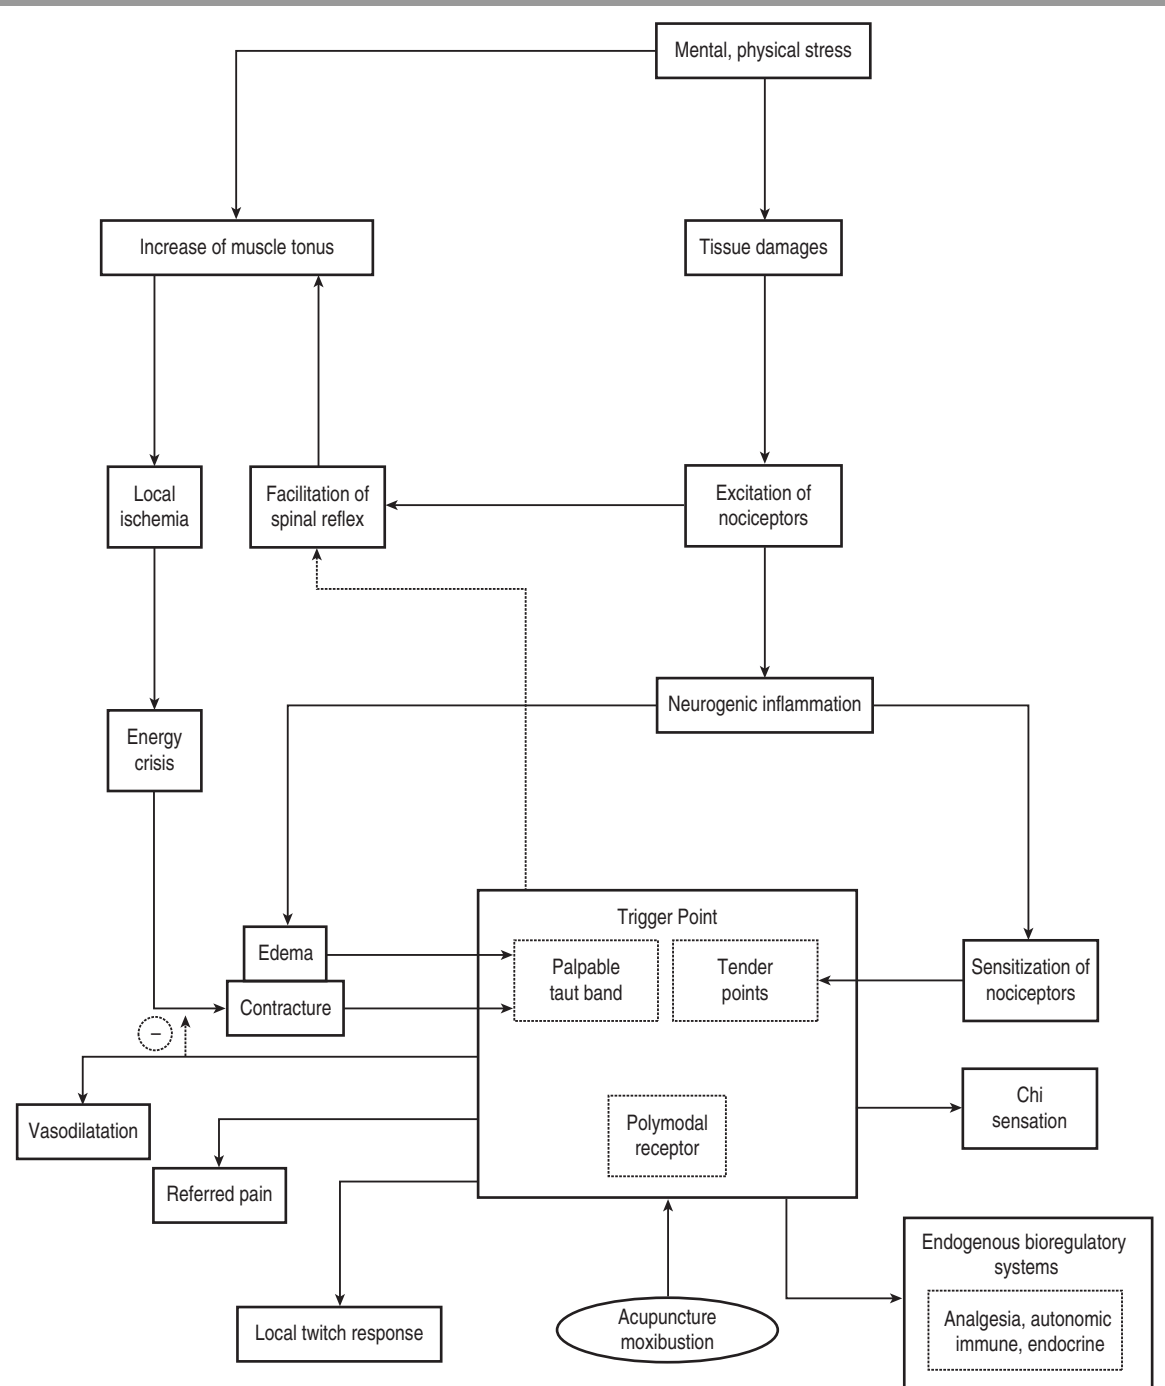 Mental, physical stress
Increase of muscle tonus
Tissue damages
Local
ischemia
Facilitation of
spinal reflex
Excitation of
nociceptors
Neurogenic inflammation
Energy
crisis
Trigger Point
Edema
Palpable
taut band
Tender
points
Sensitization of
nociceptors
Contracture
–
Vasodilatation
Polymodal
receptor
Chi
sensation
Referred pain
Endogenous bioregulatory
systems
Analgesia, autonomic
immune, endocrine
Local twitch response
Acupuncture
moxibustion